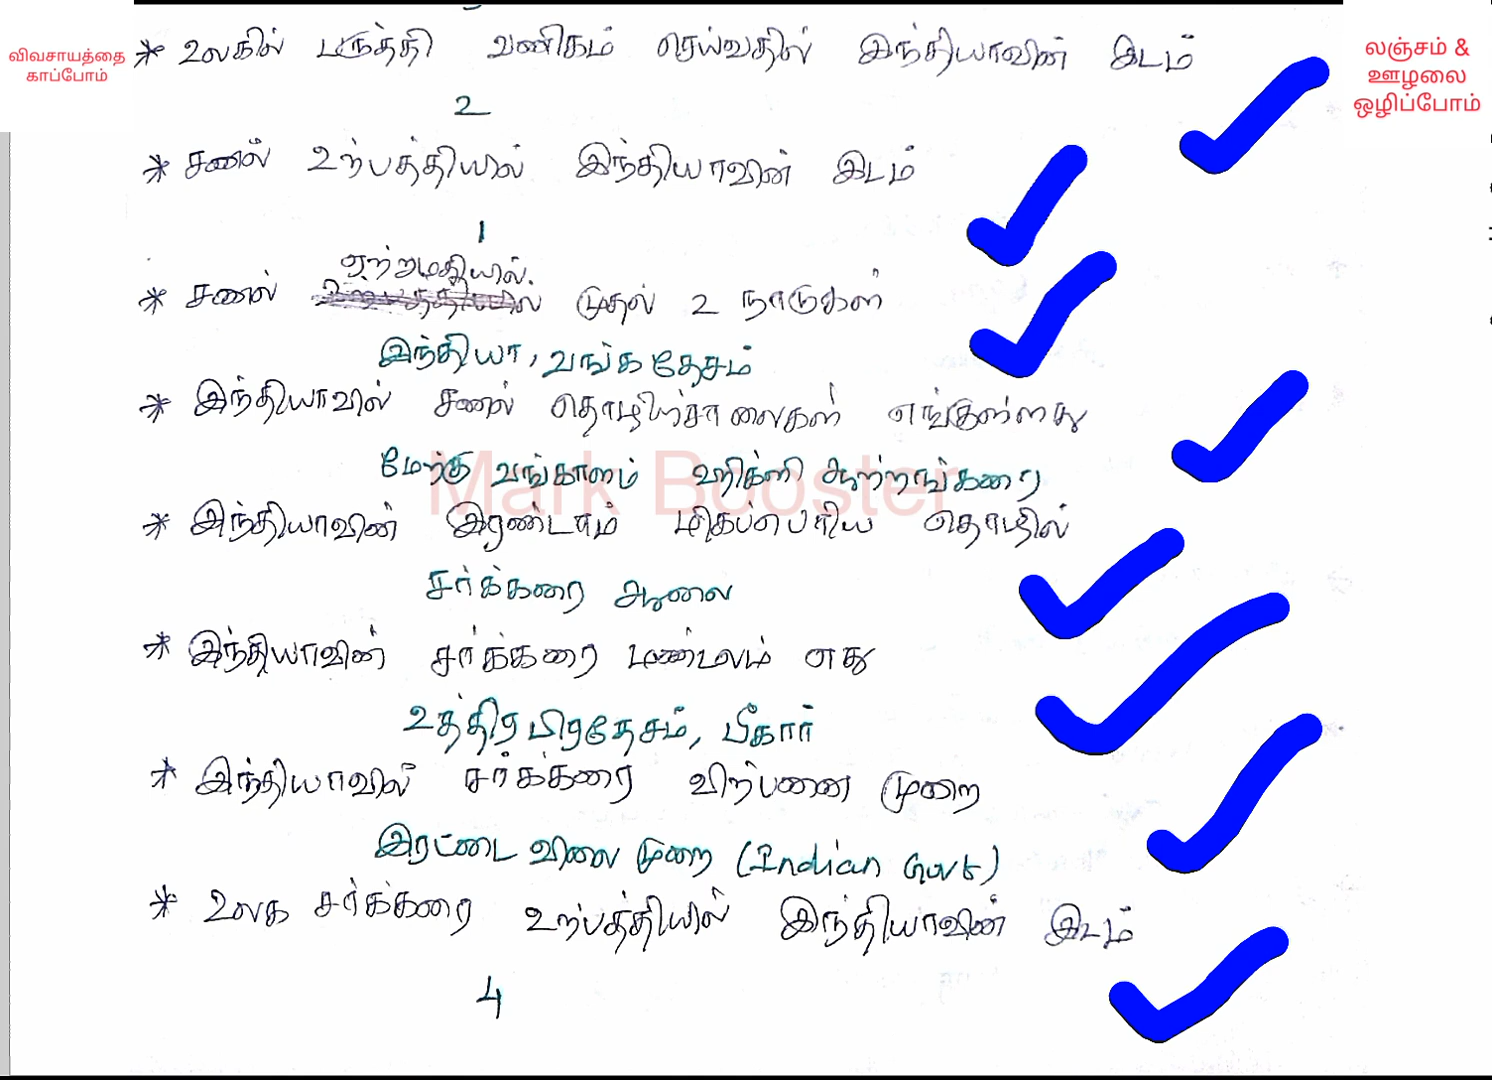 விவசாயத்தை
காப்போம்
லஞ்சம் &
ஊழலை
ஒழிப்போம்
* உலகில் பருத்தி வணிகம் செய்வதில் இந்தியாவின் இடம்
2
* சணல் உற்பத்தியில் இந்தியாவின் இடம்
1
ஏற்றுமதியில்.
* சணல் முதல் 2 நாடுகள்
இந்தியா, வங்கதேசம்
* இந்தியாவில் சணல் தொழிற்சாலைகள் எங்குள்ளது
மேற்கு வங்காளம் ஹூக்ளி ஆற்றங்கரை
Mark Booster
* இந்தியாவின் இரண்டாம் மிகப்பெரிய தொழில்
சர்க்கரை ஆலை
* இந்தியாவின் சர்க்கரை மண்டலம் எது
உத்திரபிரதேசம், பீகார்
* இந்தியாவில் சர்க்கரை விற்பனை முறை
இரட்டை விலை முறை (Indian Govt)
* உலக சர்க்கரை உற்பத்தியில் இந்தியாவின் இடம்
4